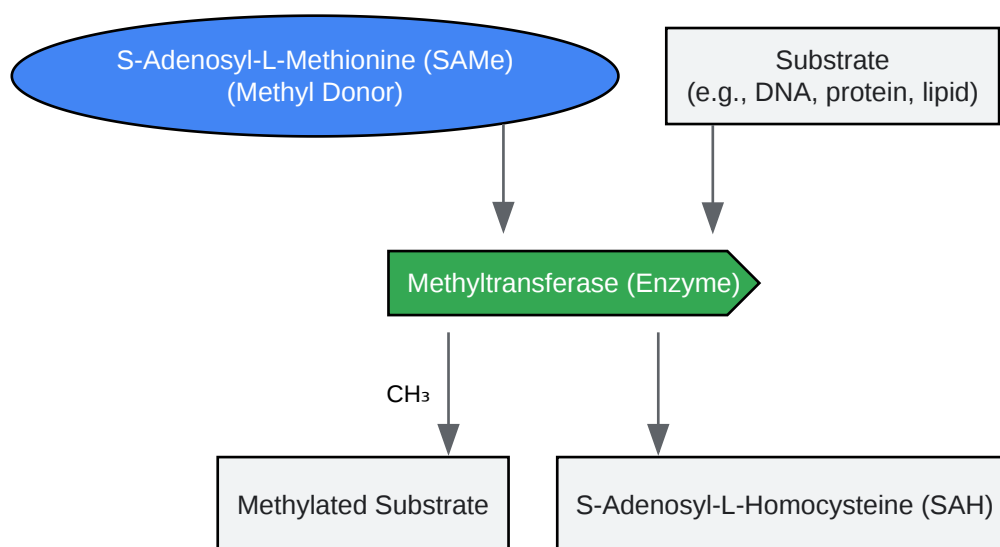 S-Adenosyl-L-Methionine (SAMe)
(Methyl Donor)
Substrate
(e.g., DNA, protein, lipid)
Methyltransferase (Enzyme)
CH₃
Methylated Substrate
S-Adenosyl-L-Homocysteine (SAH)